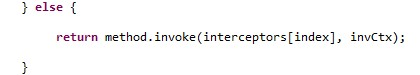 } else {
return method.invoke(interceptors[index], invCtx);
}